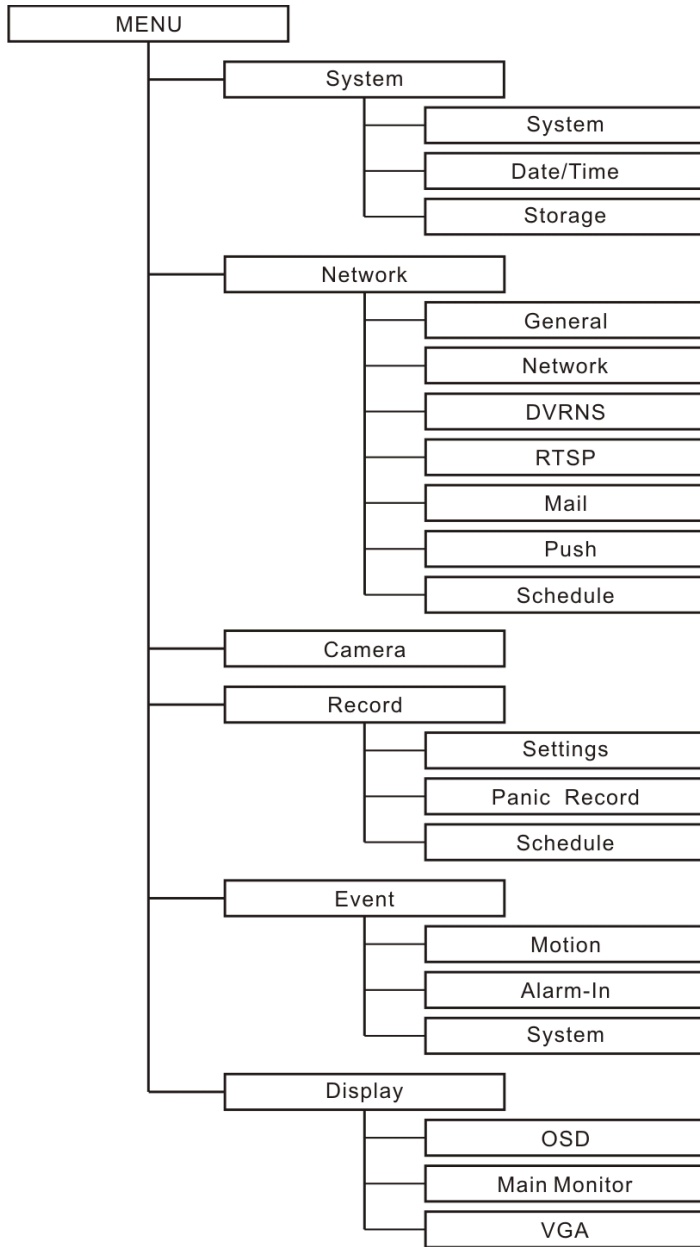 MENU
System
System
Date/Time
Storage
Network
General
Network
DVRNS
RTSP
Mail
Push
Schedule
Camera
Record
Settings
Panic Record
Schedule
Event
Motion
Alarm-In
System
Display
OSD
Main Monitor
VGA